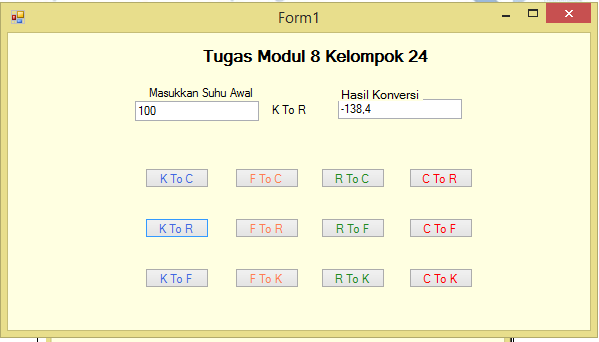 Form1
Tugas Modul 8 Kelompok 24
Masukkan Suhu Awal
Hasil Konversi
100
K To R
-138,4
K To C
F To C
R To C
C To R
K To R
F To R
R To F
C To F
K To F
F To K
R To K
C To K